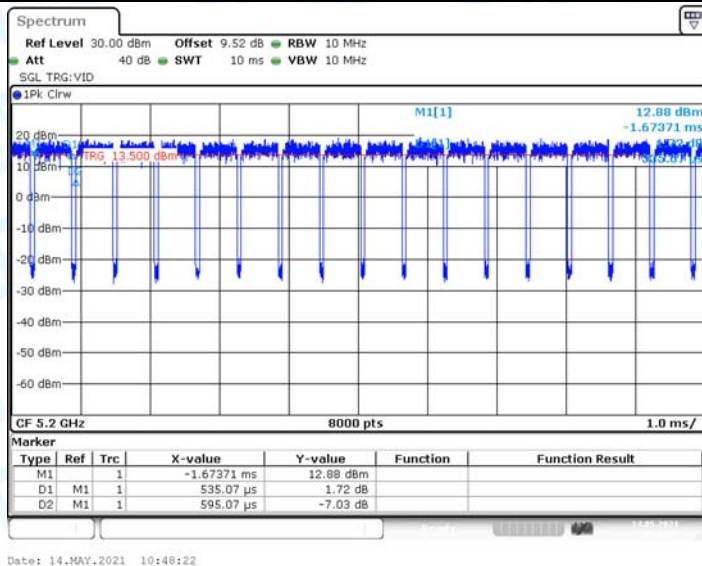 Spectrum
Ref Level 30.00 dBm Offset 9.52 dB RBW 10 MHz
Att 40 dB SWT 10 ms VBW 10 MHz
SGL TRG:VID
1Pk Clrw
M1[1] 12.88 dBm
-1.67371 ms
20 dBm
TRG 13.500 dBm
10 dBm
0 dBm
-10 dBm
-20 dBm
-30 dBm
-40 dBm
-50 dBm
-60 dBm
CF 5.2 GHz 8000 pts 1.0 ms/
Marker
Type Ref Trc X-value Y-value Function Function Result
M1 1 -1.67371 ms 12.88 dBm
D1 M1 1 535.07 µs 1.72 dB
D2 M1 1 595.07 µs -7.03 dB
14.05.2021
Date: 14.MAY.2021 10:48:22